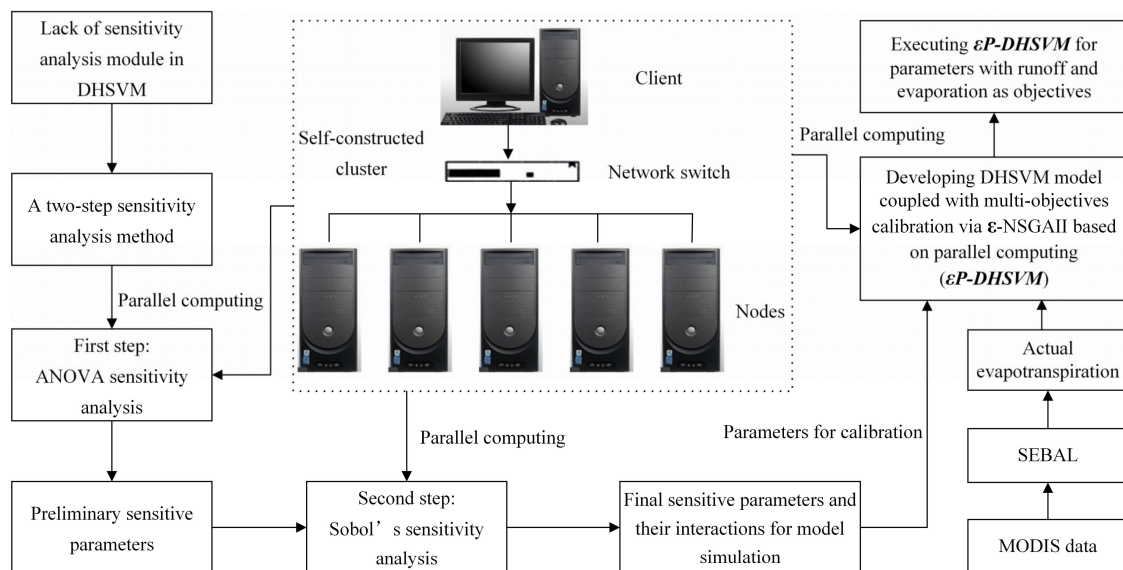 Lack of sensitivity
analysis module in
DHSVM
A two-step sensitivity
analysis method
Parallel computing
First step:
ANOVA sensitivity
analysis
Preliminary sensitive
parameters
Client
Self-constructed
cluster
Network switch
Nodes
Parallel computing
Second step:
Sobol’s sensitivity
analysis
Final sensitive parameters and
their interactions for model
simulation
Parameters for calibration
Parallel computing
Executing εP-DHSVM for
parameters with runoff and
evaporation as objectives
Developing DHSVM model
coupled with multi-objectives
calibration via ε-NSGAII based
on parallel computing
(εP-DHSVM)
Actual
evapotranspiration
SEBAL
MODIS data